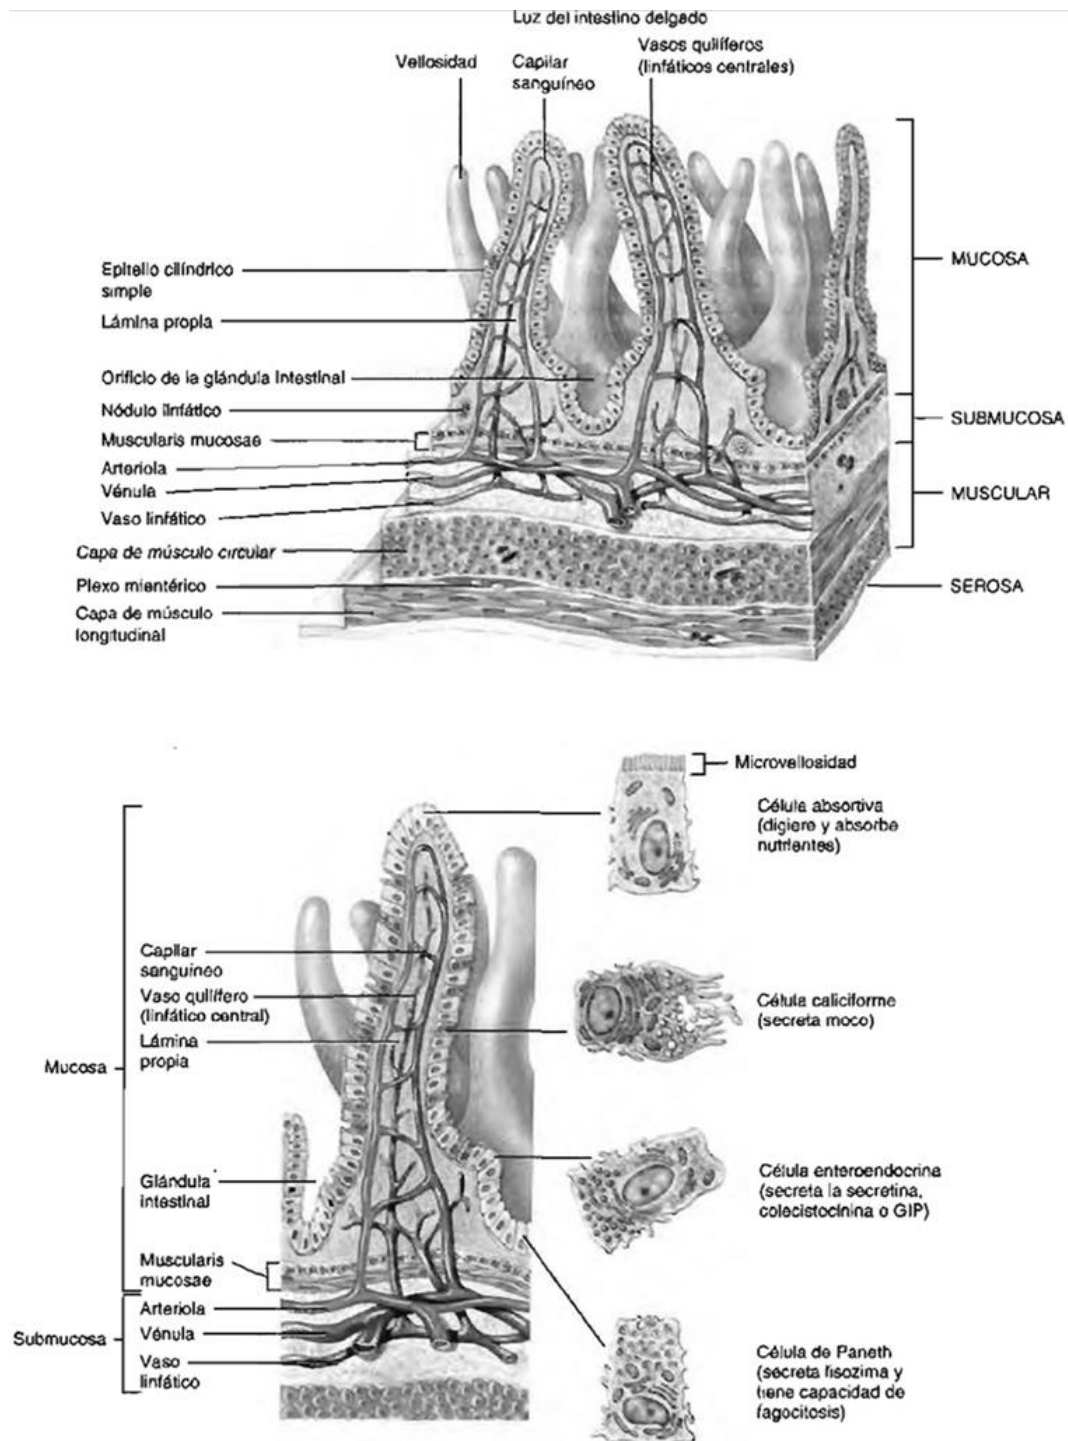 Luz del intestino delgado
Vellosidad
Capilar
sanguíneo
Vasos quilíferos
(linfáticos centrales)
Epitelio cilíndrico
simple
Lámina propia
Orificio de la glándula intestinal
Nódulo linfático
Muscularis mucosae
Arteriola
Vénula
Vaso linfático
Capa de músculo circular
Plexo mientérico
Capa de músculo
longitudinal
MUCOSA
SUBMUCOSA
MUSCULAR
SEROSA
Microvellosidad
Célula absortiva
(digiere y absorbe
nutrientes)
Capilar
sanguíneo
Vaso quilífero
(linfático central)
Lámina
propia
Mucosa
Célula caliciforme
(secreta moco)
Glándula
intestinal
Célula enteroendocrina
(secreta la secretina,
colecistocinina o GIP)
Muscularis
mucosae
Arteriola
Submucosa
Vénula
Vaso
linfático
Célula de Paneth
(secreta lisozima y
tiene capacidad de
fagocitosis)